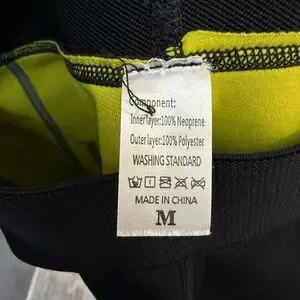 Component:
Innerlayer:100% Neoprene
Outerlayer:100% Polyester
WASHING STANDARD
MADE IN CHINA
M